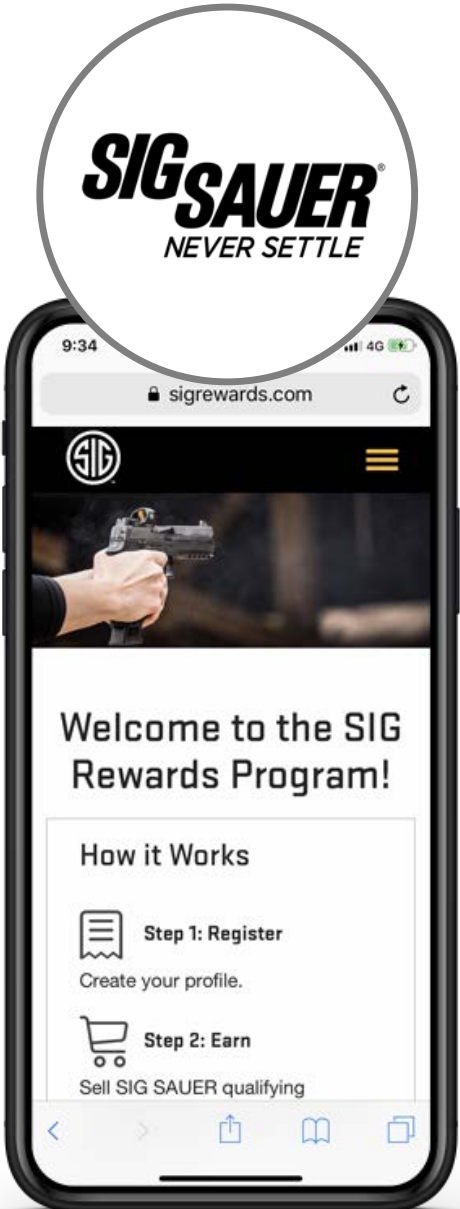 SIG SAUER®
NEVER SETTLE
9:34
4G
sigrewards.com
SIG
Welcome to the SIG
Rewards Program!
How it Works
Step 1: Register
Create your profile.
Step 2: Earn
Sell SIG SAUER qualifying